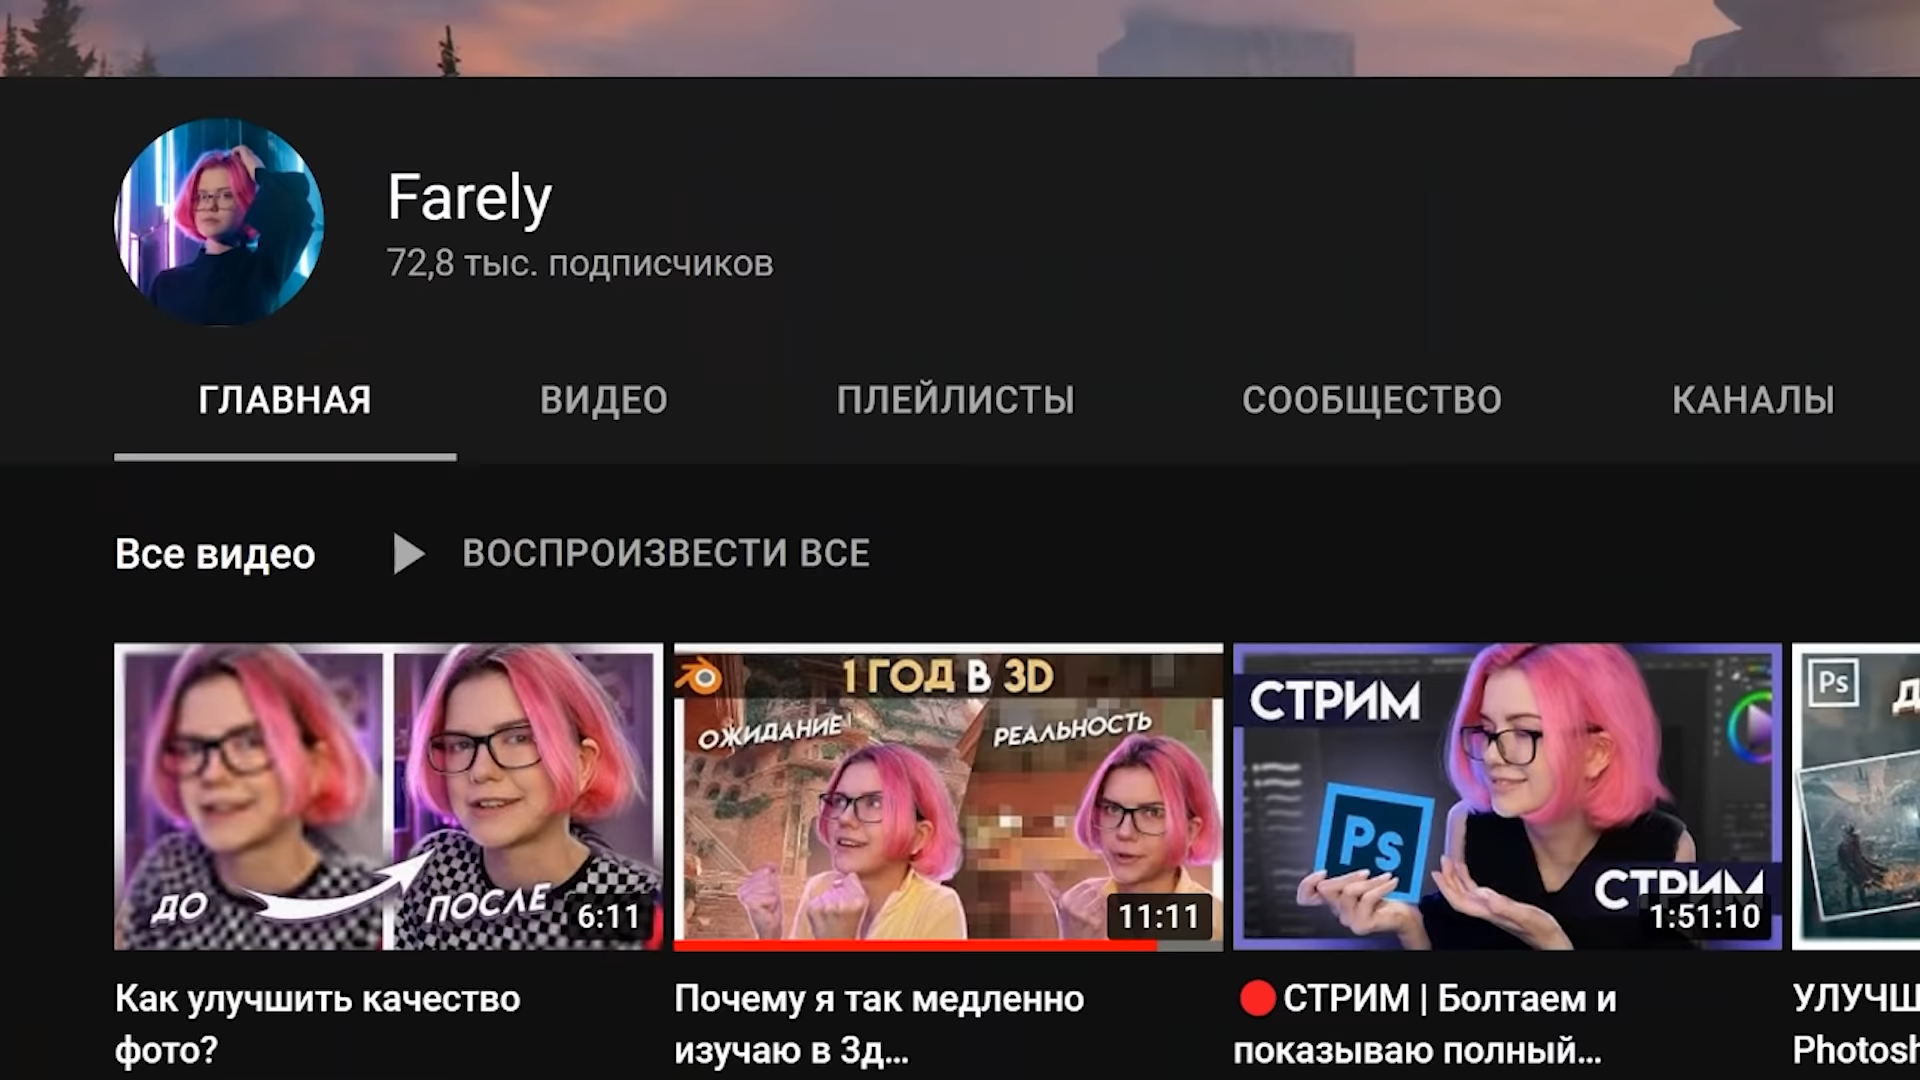 Farely
72,8 тыс. подписчиков
ГЛАВНАЯ ВИДЕО ПЛЕЙЛИСТЫ СООБЩЕСТВО КАНАЛЫ
Все видео ВОСПРОИЗВЕСТИ ВСЕ
ДО ПОСЛЕ 6:11
1 ГОД В 3D
ОЖИДАНИЕ РЕАЛЬНОСТЬ
11:11
СТРИМ
Ps
СТРИМ
1:51:10
Ps
Как улучшить качество
фото?
Почему я так медленно
изучаю в 3д...
СТРИМ | Болтаем и
показываю полный...